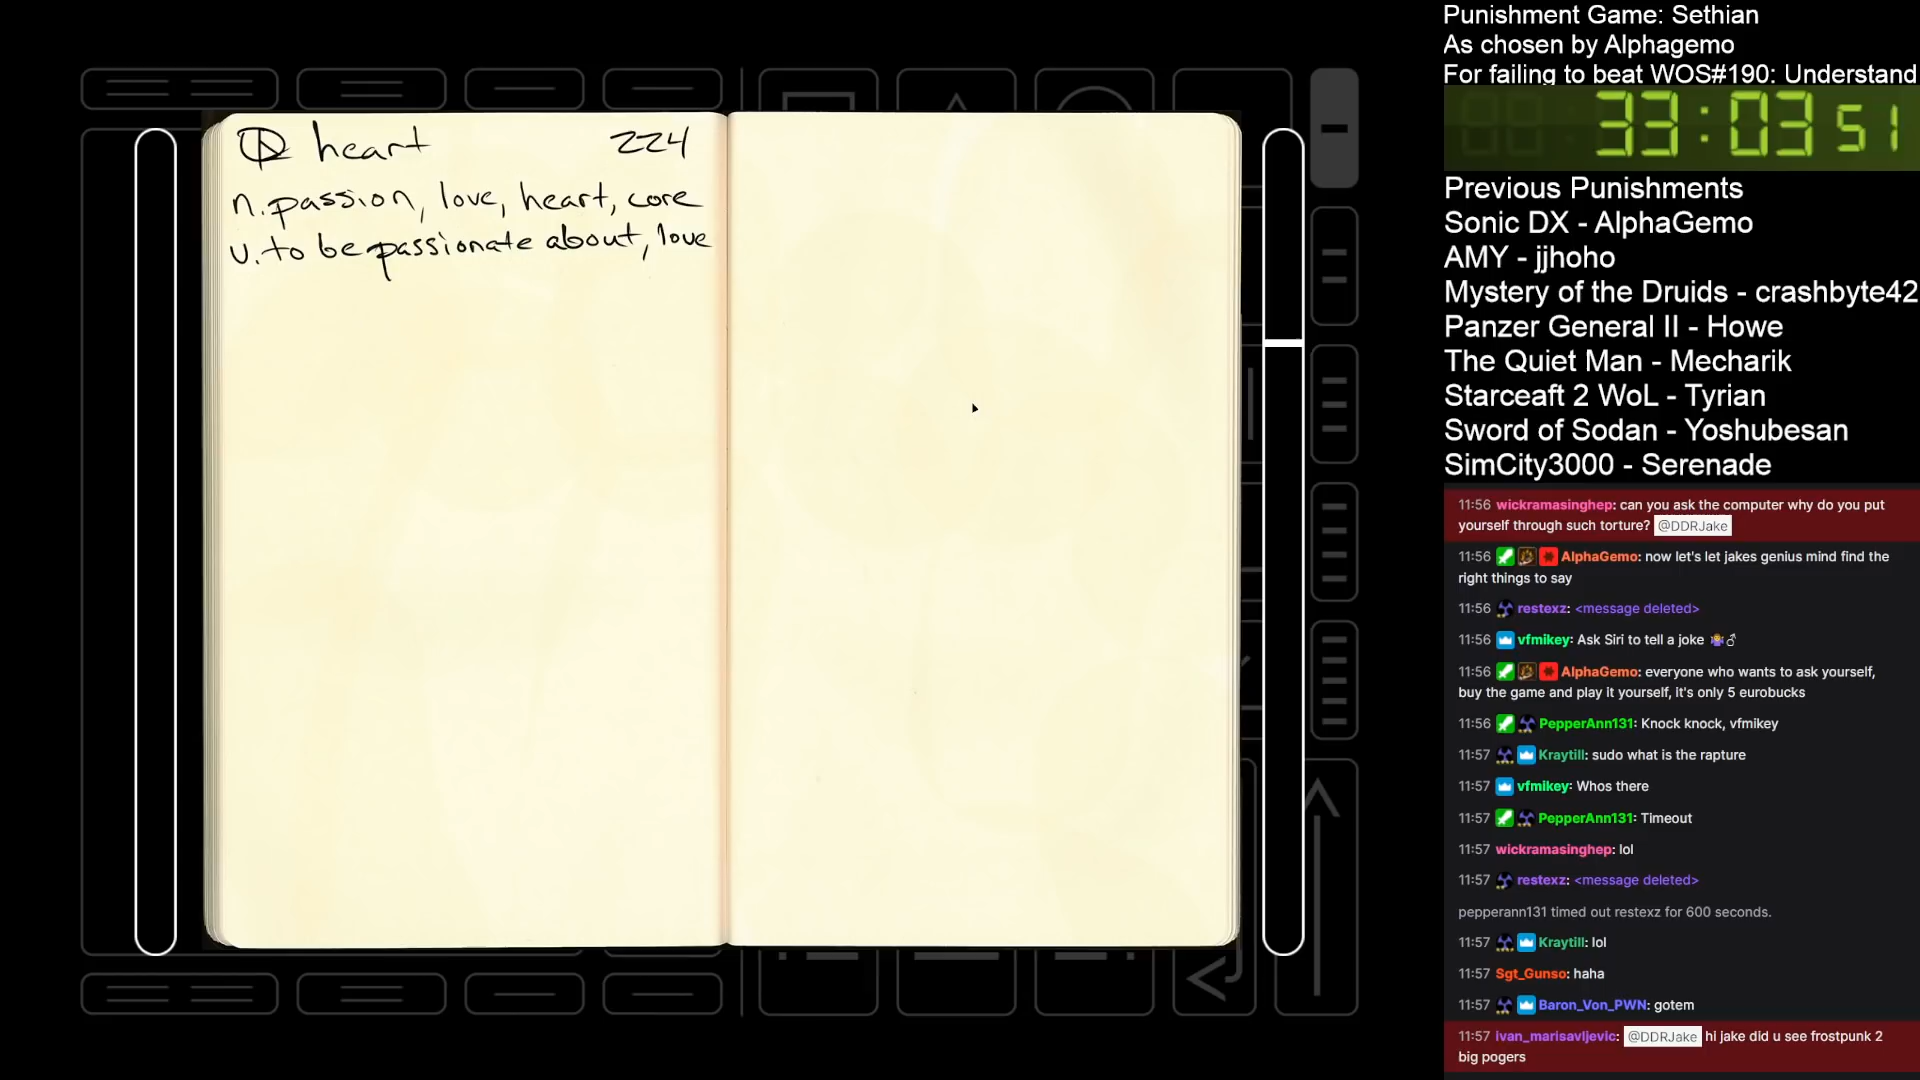 heart 224
n. passion, love, heart, core
v. to be passionate about, love
Punishment Game: Sethian
As chosen by Alphagemo
For failing to beat WOS#190: Understand
33:03 51
Previous Punishments
Sonic DX - AlphaGemo
AMY - jjhoho
Mystery of the Druids - crashbyte42
Panzer General II - Howe
The Quiet Man - Mecharik
Starceaft 2 WoL - Tyrian
Sword of Sodan - Yoshubesan
SimCity3000 - Serenade
11:56 wickramasinghep: can you ask the computer why do you put
yourself through such torture? @DDRJake
11:56 AlphaGemo: now let's let jakes genius mind find the
right things to say
11:56 restexz: <message deleted>
11:56 vfmikey: Ask Siri to tell a joke 🤷♂
11:56 AlphaGemo: everyone who wants to ask yourself,
buy the game and play it yourself, it's only 5 eurobucks
11:56 PepperAnn131: Knock knock, vfmikey
11:57 Kraytill: sudo what is the rapture
11:57 vfmikey: Whos there
11:57 PepperAnn131: Timeout
11:57 wickramasinghep: lol
11:57 restexz: <message deleted>
pepperann131 timed out restexz for 600 seconds.
11:57 Kraytill: lol
11:57 Sgt_Gunso: haha
11:57 Baron_Von_PWN: gotem
11:57 ivan_marisavljevic: @DDRJake hi jake did u see frostpunk 2
big pogers